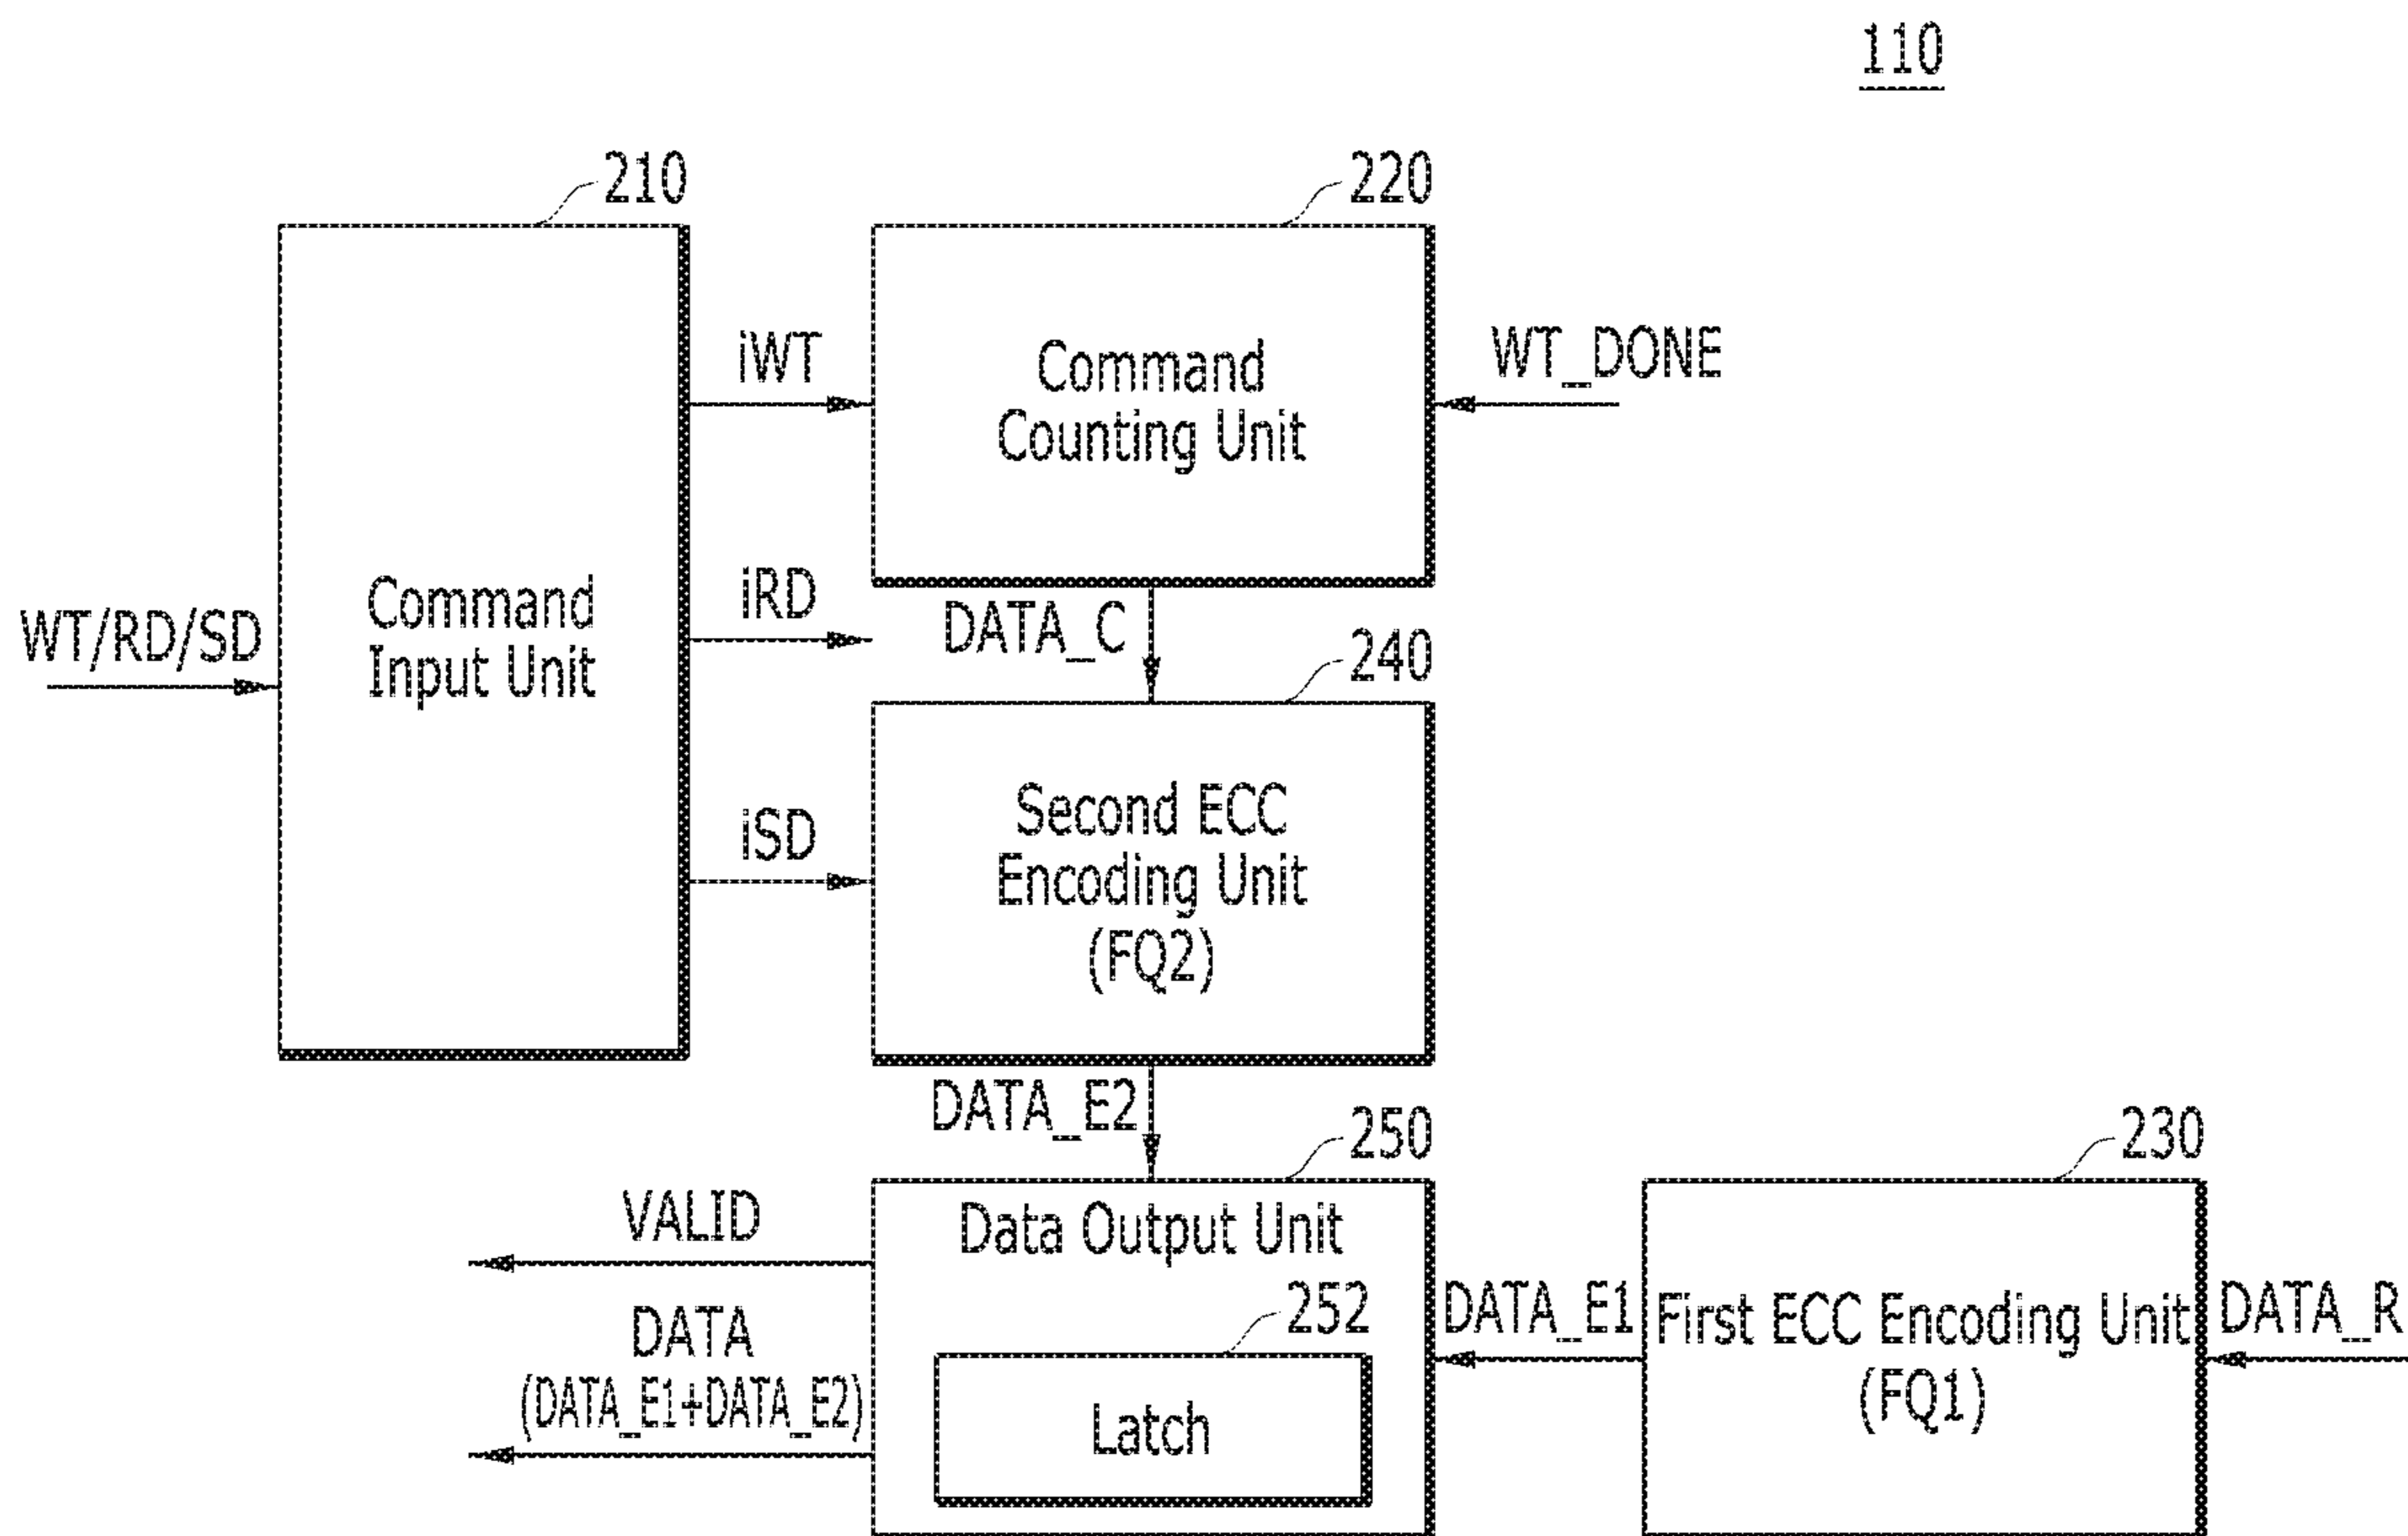 110
210
220
iWT
WT_DONE
Command
Counting Unit
Command
Input Unit
WT/RD/SD
iRD
DATA_C
240
iSD
Second ECC
Encoding Unit
(FQ2)
DATA_E2
250
230
VALID
Data Output Unit
DATA
(DATA_E1+DATA_E2)
252
Latch
DATA_E1
First ECC Encoding Unit
(FQ1)
DATA_R